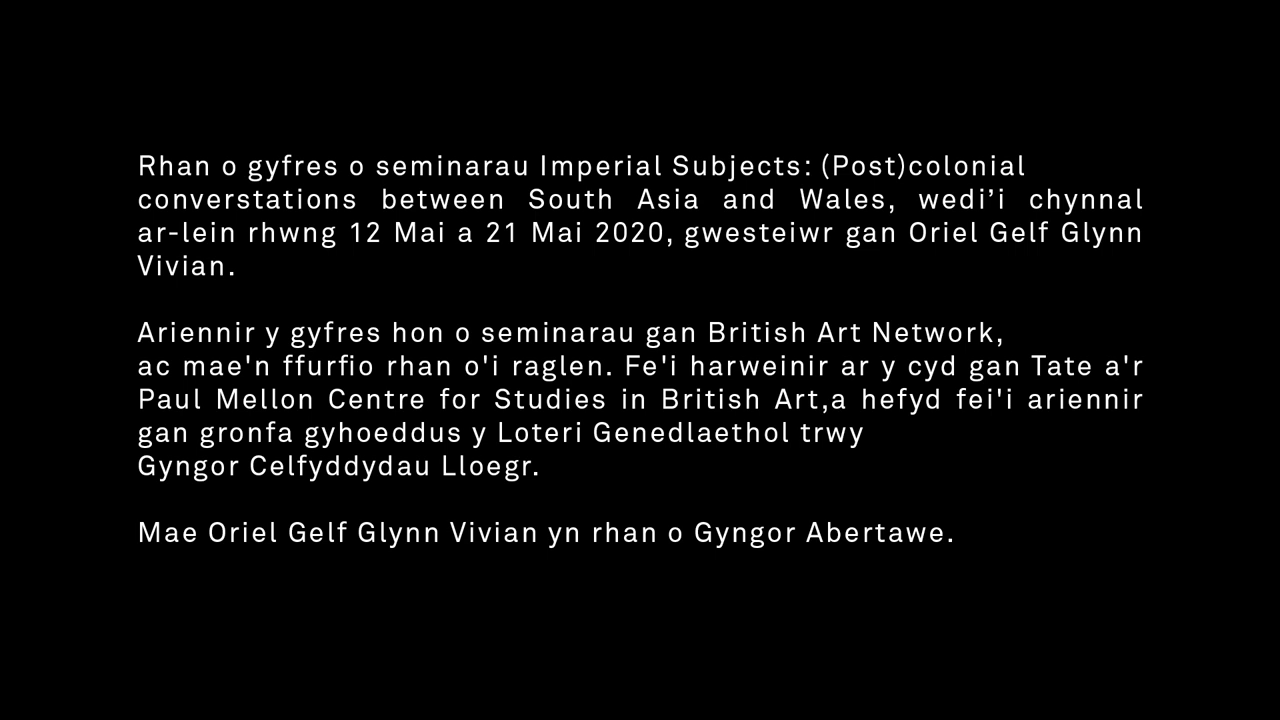 Rhan o gyfres o seminarau Imperial Subjects: (Post)colonial
converstations between South Asia and Wales, wedi’i chynnal
ar-lein rhwng 12 Mai a 21 Mai 2020, gwesteiwr gan Oriel Gelf Glynn
Vivian.
Ariennir y gyfres hon o seminarau gan British Art Network,
ac mae'n ffurfio rhan o'i raglen. Fe'i harweinir ar y cyd gan Tate a'r
Paul Mellon Centre for Studies in British Art,a hefyd fei'i ariennir
gan gronfa gyhoeddus y Loteri Genedlaethol trwy
Gyngor Celfyddydau Lloegr.
Mae Oriel Gelf Glynn Vivian yn rhan o Gyngor Abertawe.